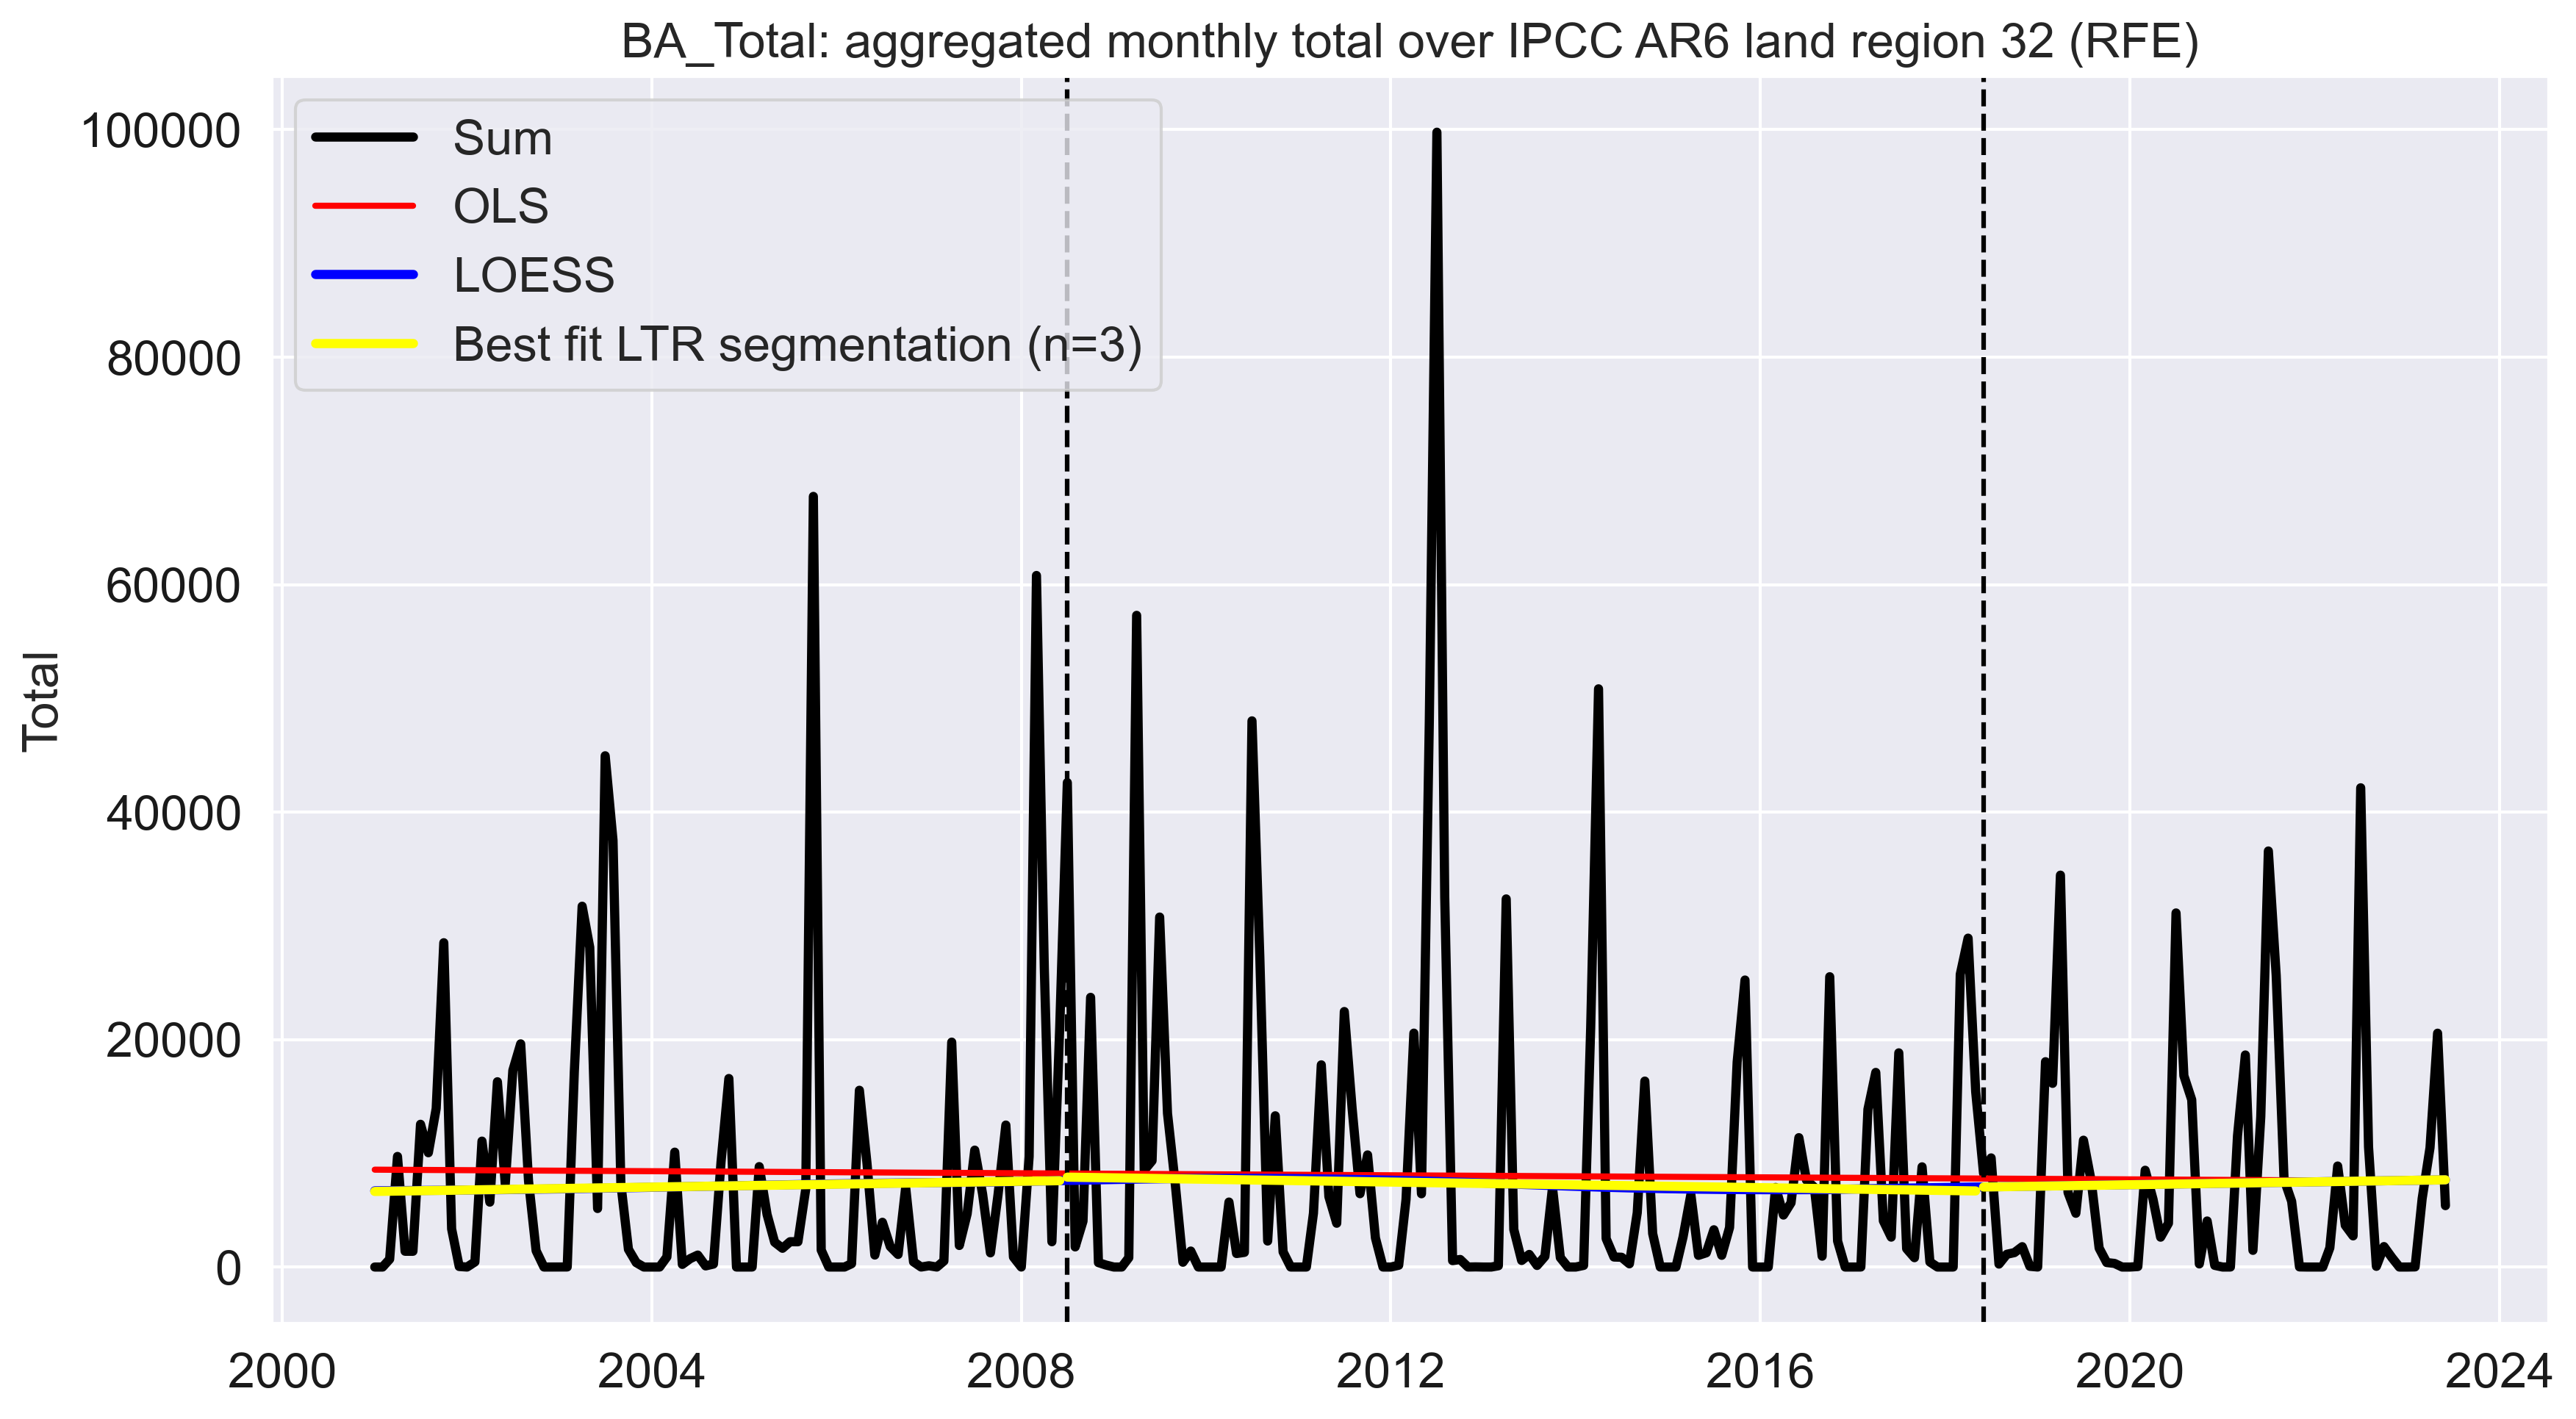 BA_Total: aggregated monthly total over IPCC AR6 land region 32 (RFE)
Sum
OLS
LOESS
Best fit LTR segmentation (n=3)
Total
100000
80000
60000
40000
20000
0
2000 2004 2008 2012 2016 2020 2024